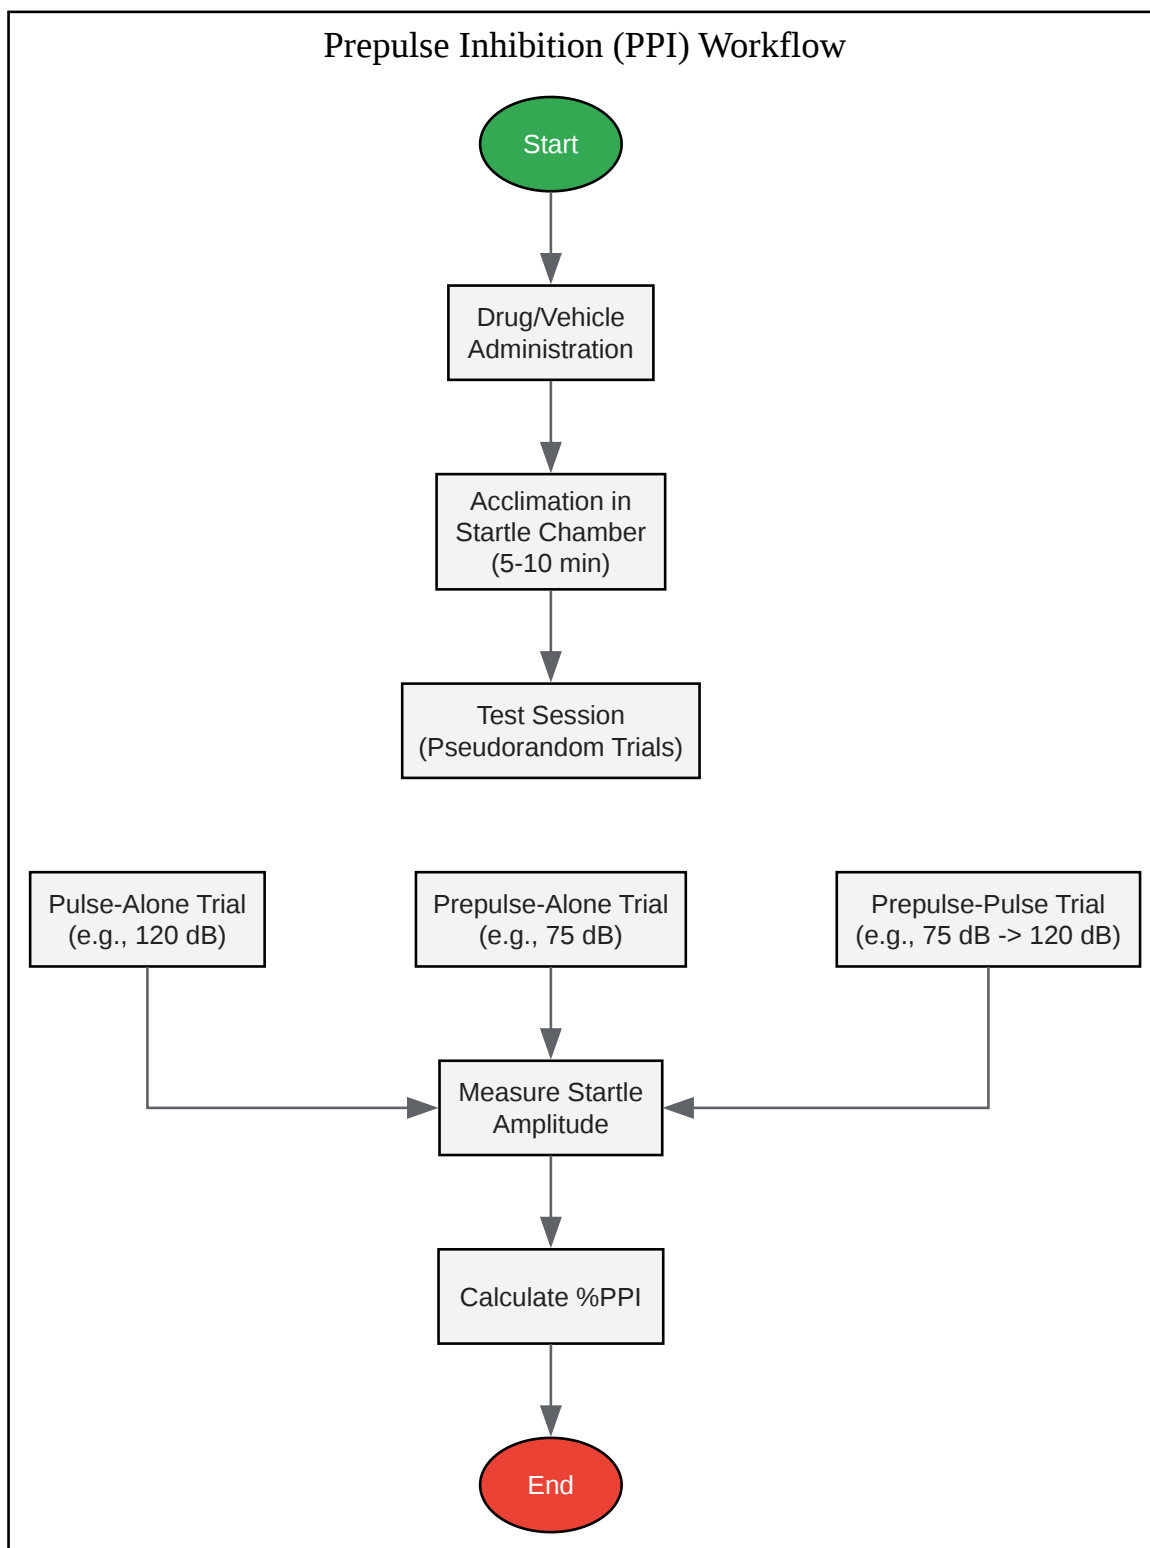 Prepulse Inhibition (PPI) Workflow
Start
Drug/Vehicle
Administration
Acclimation in
Startle Chamber
(5-10 min)
Test Session
(Pseudorandom Trials)
Pulse-Alone Trial
(e.g., 120 dB)
Prepulse-Alone Trial
(e.g., 75 dB)
Prepulse-Pulse Trial
(e.g., 75 dB -> 120 dB)
Measure Startle
Amplitude
Calculate %PPI
End